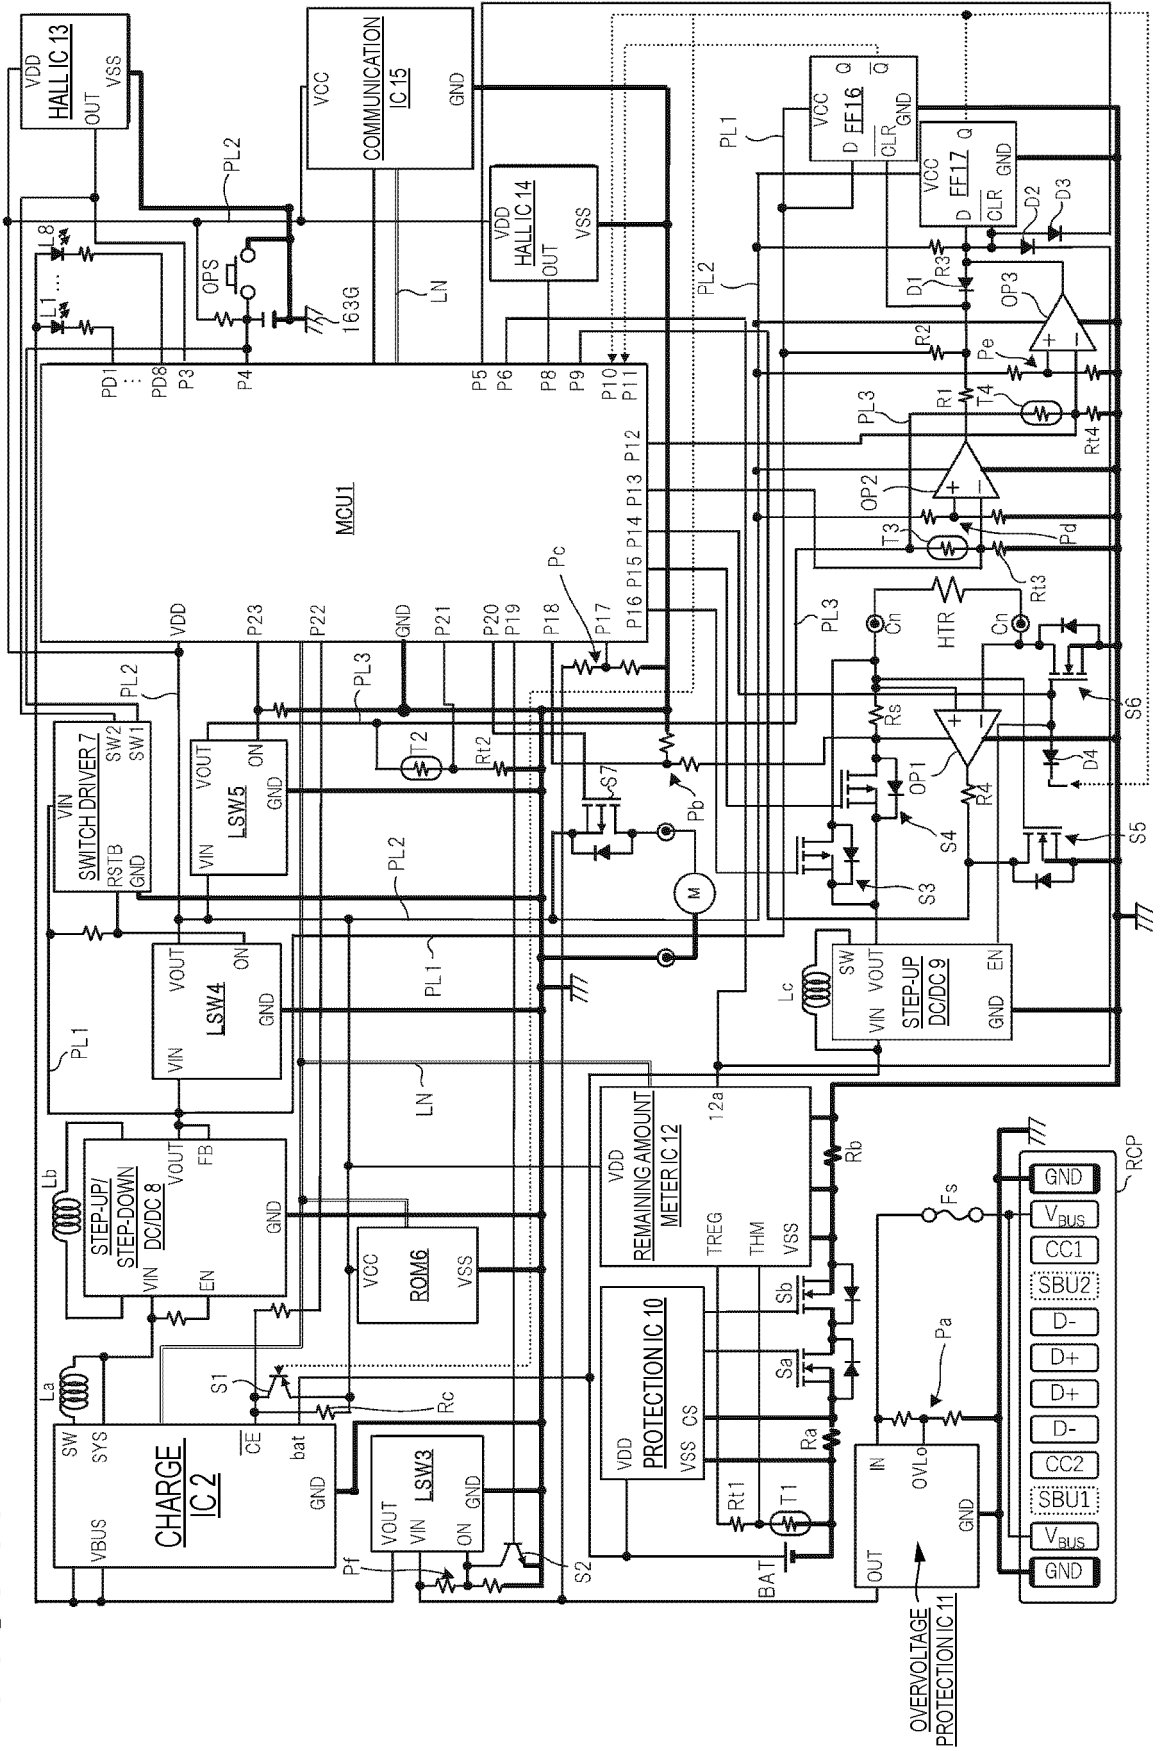 HALL IC 13
VDD
VSS
OUT
PL2
L8
L1
...
OPS
163G
COMMUNICATION
IC 15
VCC
GND
LN
HALL IC 14
VDD
VSS
OUT
PL1
FF16
VCC
D
Q
Q
CLR
GND
FF17
VCC
D
Q
CLR
GND
D2
D3
PL2
R3
D1
OP3
R2
Pe
T4
R1
Rt4
PL3
OP2
T3
Pd
Rt3
MCU1
PD1
...
PD8
P3
P4
P5
P6
P8
P9
P10
P11
P12
P13
P14
P15
P16
P17
P18
P19
P20
P21
GND
P22
P23
VDD
Pc
PL2
PL3
PL3
HTR
Cn
Cn
S6
SWITCH DRIVER 7
VIN
SW2
SW1
RSTB
GND
LSW5
VOUT
ON
GND
VIN
T2
Rt2
S7
Pb
M
Rs
OP1
R4
D4
S4
S3
S5
PL1
LSW4
VOUT
ON
GND
VIN
PL2
PL1
LN
Lc
STEP-UP
DC/DC 9
SW
VOUT
VIN
EN
GND
Lb
STEP-UP/
STEP-DOWN
DC/DC 8
VOUT
FB
GND
VIN
EN
ROM6
VCC
VSS
REMAINING AMOUNT
METER IC 12
12a
VDD
TREG
THM
VSS
Rb
La
S1
Rc
CHARGE
IC 2
SW
SYS
CE
bat
GND
VBUS
LSW3
VOUT
VIN
ON
GND
Pf
S2
PROTECTION IC 10
VDD
VSS
CS
Sb
Sa
Ra
Rt1
T1
BAT
Fs
Pa
IN
OVLo
GND
OUT
OVERVOLTAGE
PROTECTION IC 11
RCP
GND
VBUS
CC1
SBU2
D-
D+
D+
D-
CC2
SBU1
VBUS
GND